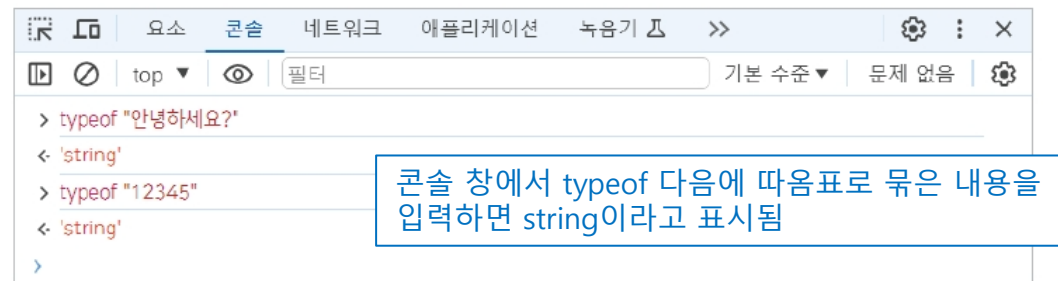 요소 콘솔 네트워크 애플리케이션 녹음기 >>
top ▼ 필터 기본 수준 ▼ 문제 없음
> typeof "안녕하세요?"
<· 'string'
> typeof "12345"
<· 'string'
>
콘솔 창에서 typeof 다음에 따옴표로 묶은 내용을
입력하면 string이라고 표시됨